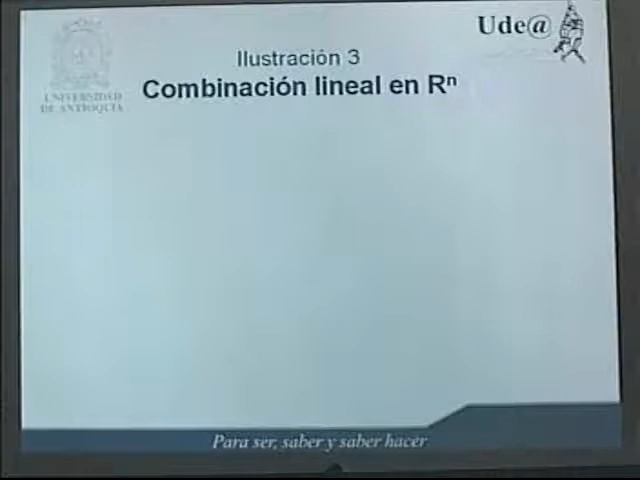 Ude@
Ilustración 3
Combinación lineal en Rⁿ
UNIVERSIDAD
DE ANTIOQUIA
Para ser, saber y saber hacer